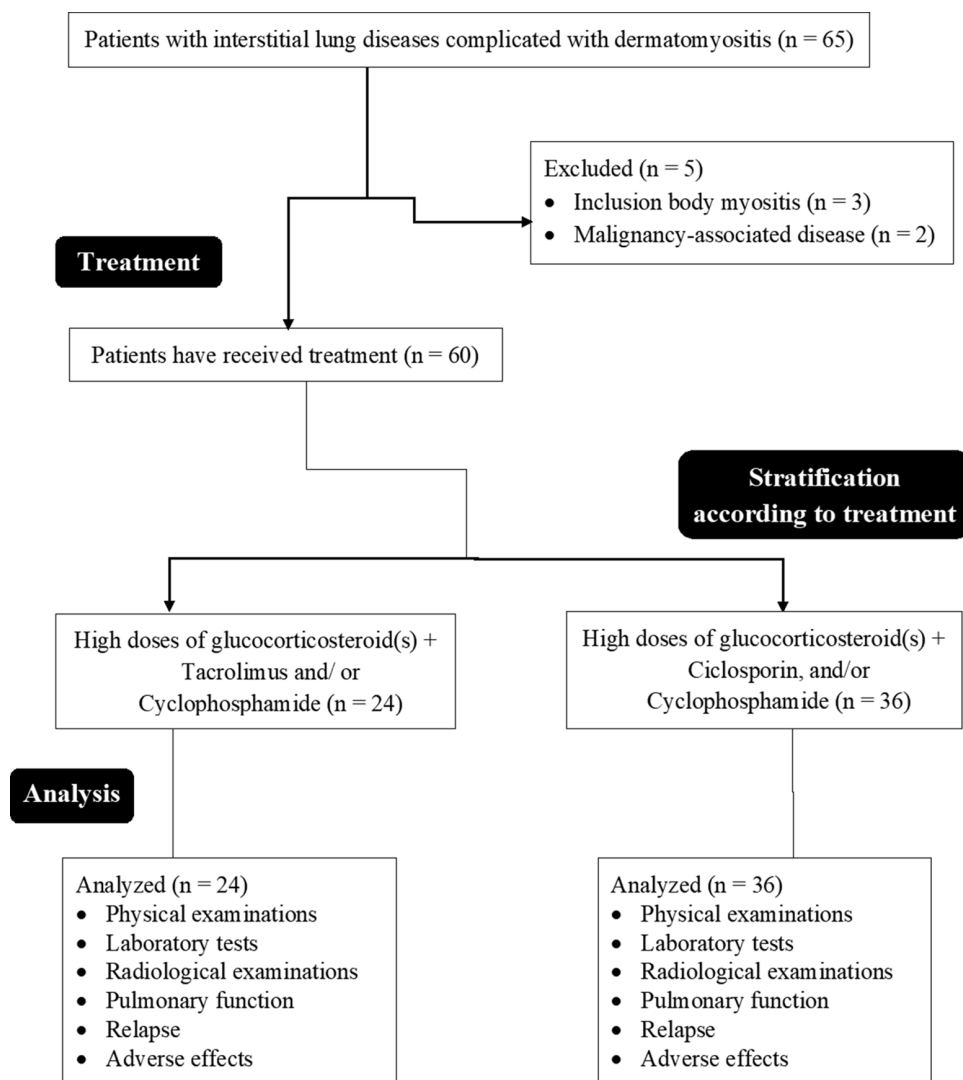 Patients with interstitial lung diseases complicated with dermatomyositis (n = 65)
Excluded (n = 5)
• Inclusion body myositis (n = 3)
• Malignancy-associated disease (n = 2)
Treatment
Patients have received treatment (n = 60)
Stratification
according to treatment
High doses of glucocorticosteroid(s) +
Tacrolimus and/ or
Cyclophosphamide (n = 24)
High doses of glucocorticosteroid(s) +
Ciclosporin, and/or
Cyclophosphamide (n = 36)
Analysis
Analyzed (n = 24)
• Physical examinations
• Laboratory tests
• Radiological examinations
• Pulmonary function
• Relapse
• Adverse effects
Analyzed (n = 36)
• Physical examinations
• Laboratory tests
• Radiological examinations
• Pulmonary function
• Relapse
• Adverse effects